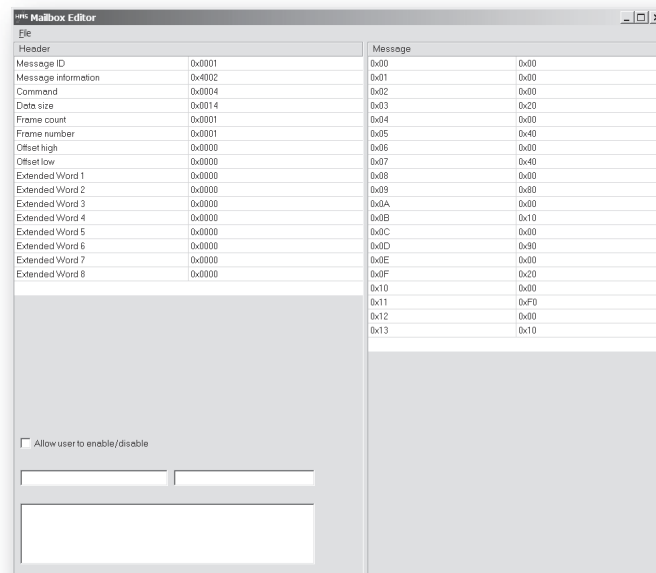 HMS Mailbox Editor
File
Header
Message ID 0x0001
Message information 0x4002
Command 0x0004
Data size 0x0014
Frame count 0x0001
Frame number 0x0001
Offset high 0x0000
Offset low 0x0000
Extended Word 1 0x0000
Extended Word 2 0x0000
Extended Word 3 0x0000
Extended Word 4 0x0000
Extended Word 5 0x0000
Extended Word 6 0x0000
Extended Word 7 0x0000
Extended Word 8 0x0000
Allow user to enable/disable
Message
0x00 0x00
0x01 0x00
0x02 0x00
0x03 0x20
0x04 0x00
0x05 0x40
0x06 0x00
0x07 0x40
0x08 0x00
0x09 0x80
0x0A 0x00
0x0B 0x10
0x0C 0x00
0x0D 0x90
0x0E 0x00
0x0F 0x20
0x10 0x00
0x11 0xF0
0x12 0x00
0x13 0x10